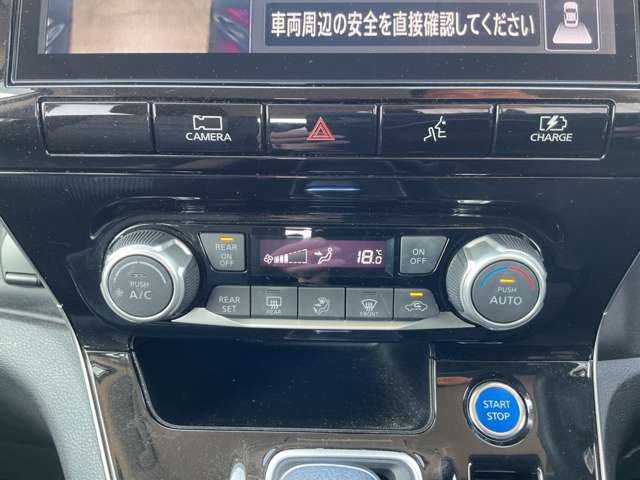 車両周辺の安全を直接確認してください
CAMERA
CHARGE
REAR
ON
OFF
18.0
ON
OFF
PUSH
A/C
REAR
SET
REAR
FRONT
PUSH
AUTO
START
STOP